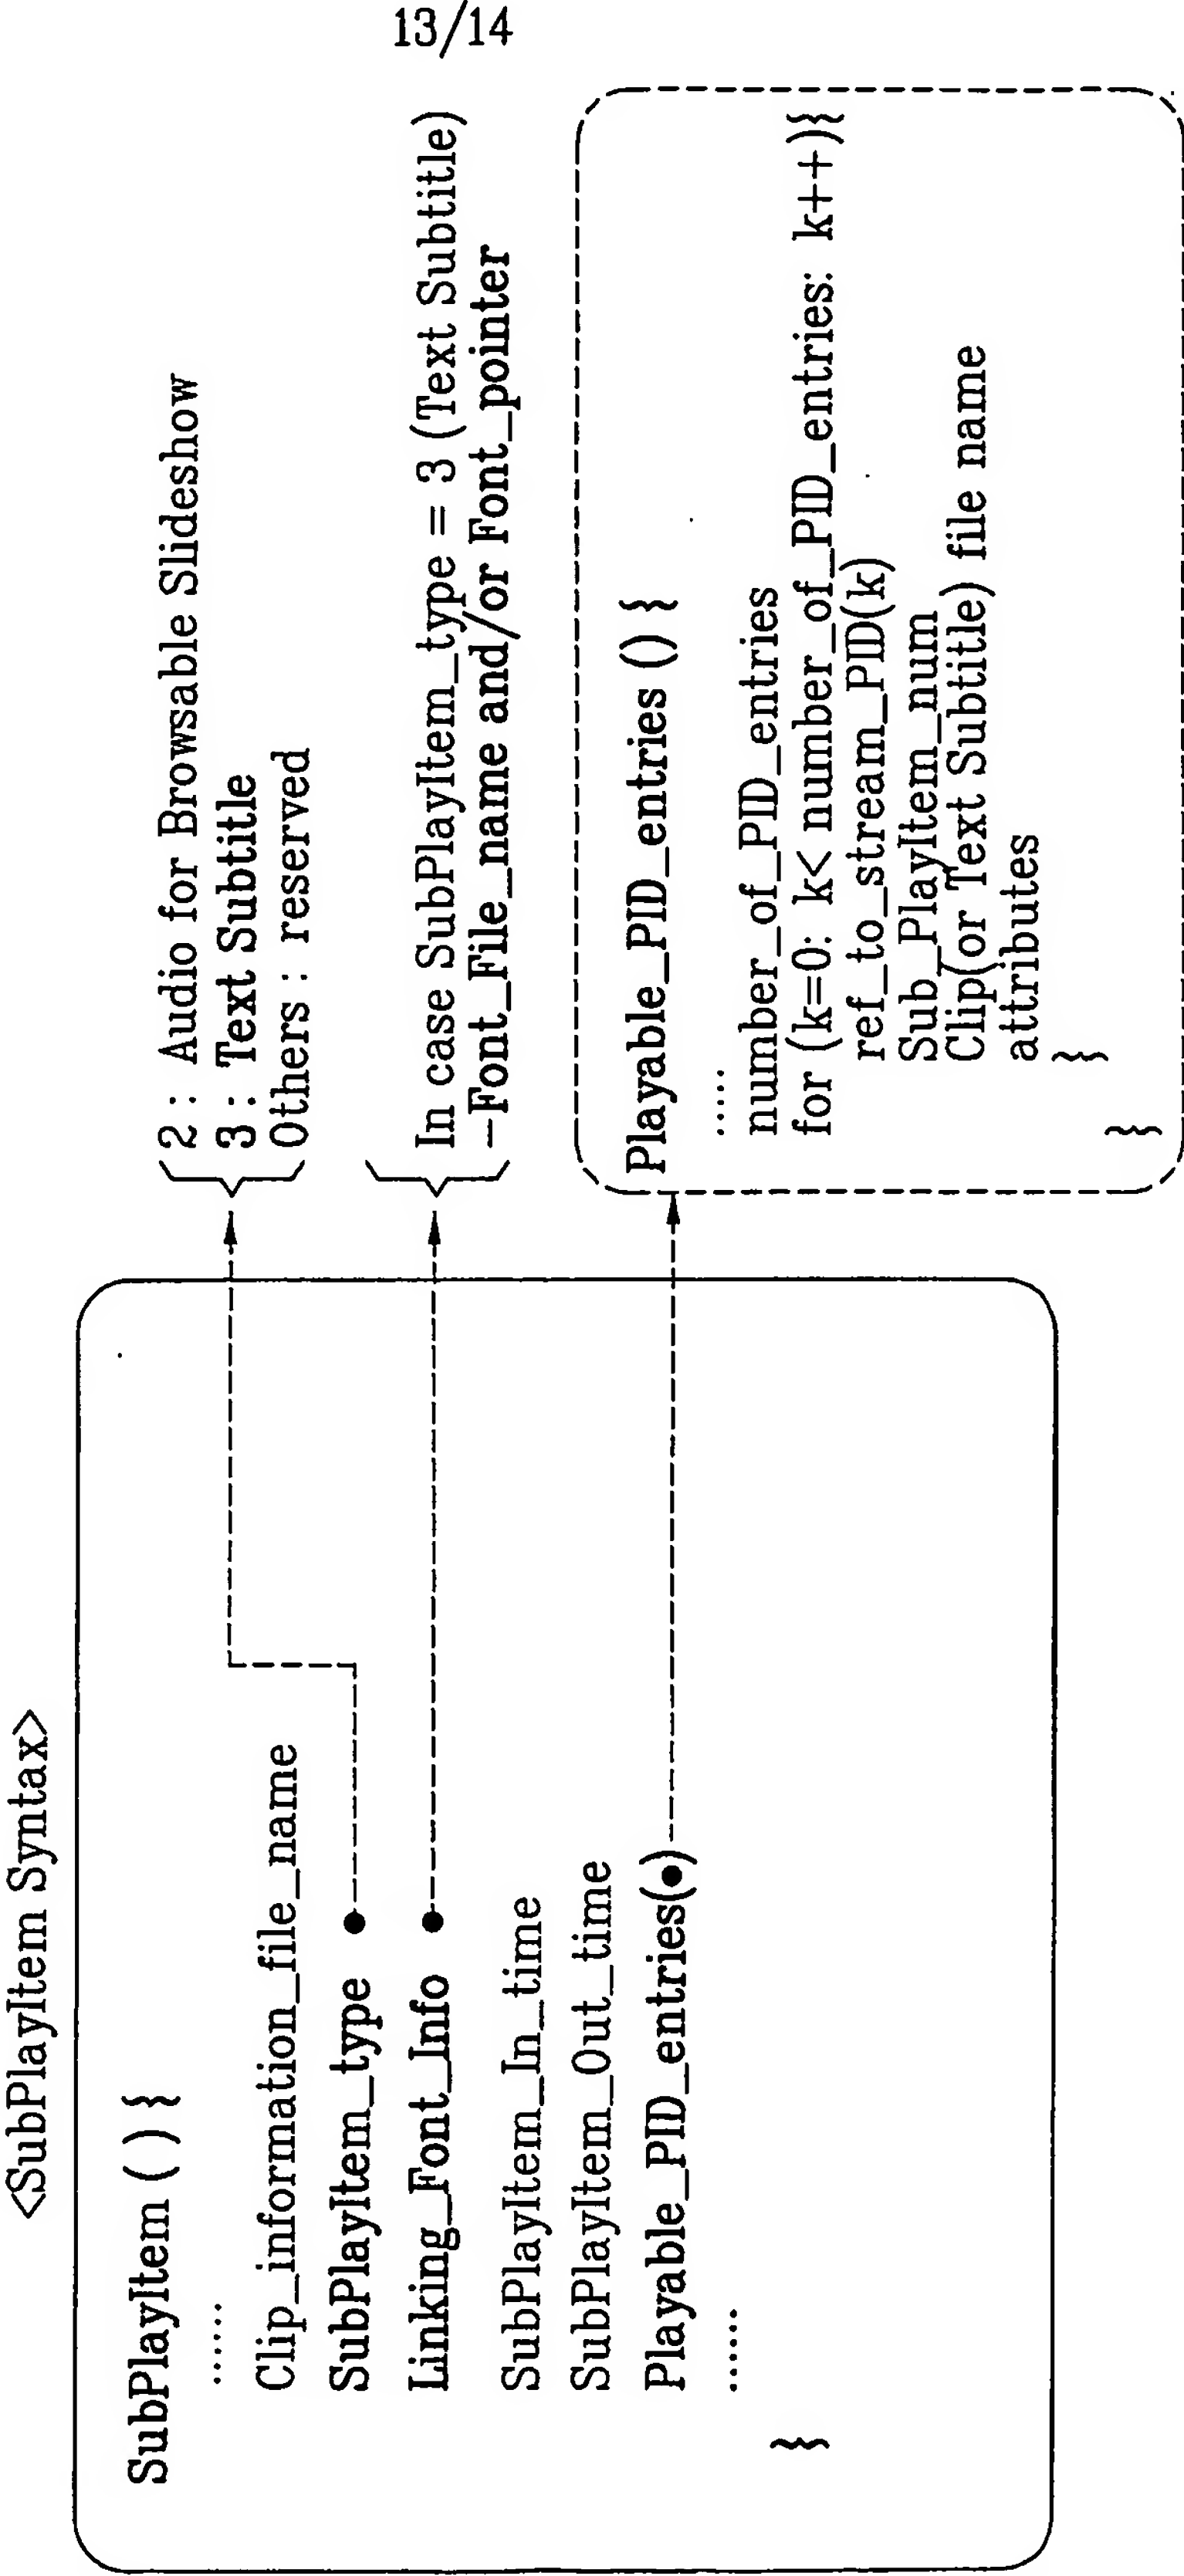 13/14
<SubPlayItem Syntax>
SubPlayItem ( ) {
......
Clip_information_file_name
SubPlayItem_type
Linking_Font_Info
SubPlayItem_In_time
SubPlayItem_Out_time
Playable_PID_entries( )
......
}
2 : Audio for Browsable Slideshow
3 : Text Subtitle
Others : reserved
In case SubPlayItem_type = 3 (Text Subtitle)
–Font_File_name and/or Font_pointer
Playable_PID_entries () {
......
number_of_PID_entries
for (k=0: k< number_of_PID_entries: k++){
ref_to_stream_PID(k)
Sub_PlayItem_num
Clip(or Text Subtitle) file name
attributes
}
}